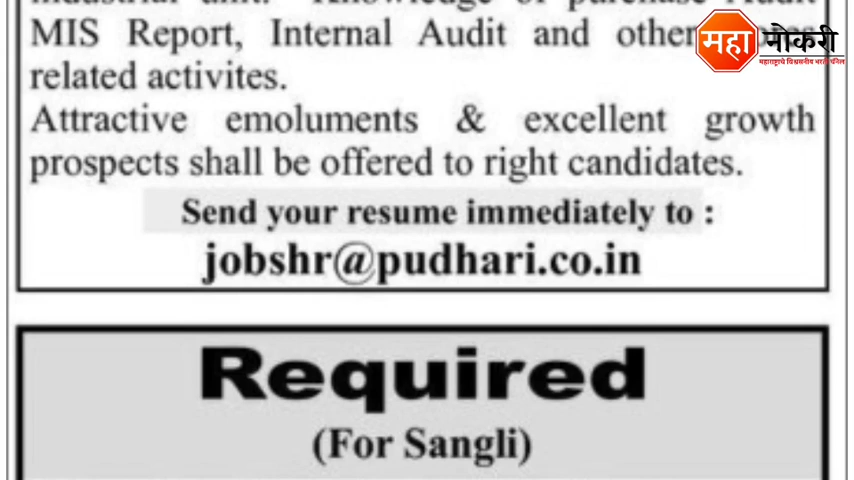 MIS Report, Internal Audit and other
related activites.
Attractive emoluments & excellent growth
prospects shall be offered to right candidates.
Send your resume immediately to :
jobshr@pudhari.co.in
Required
(For Sangli)
महा नोकरी